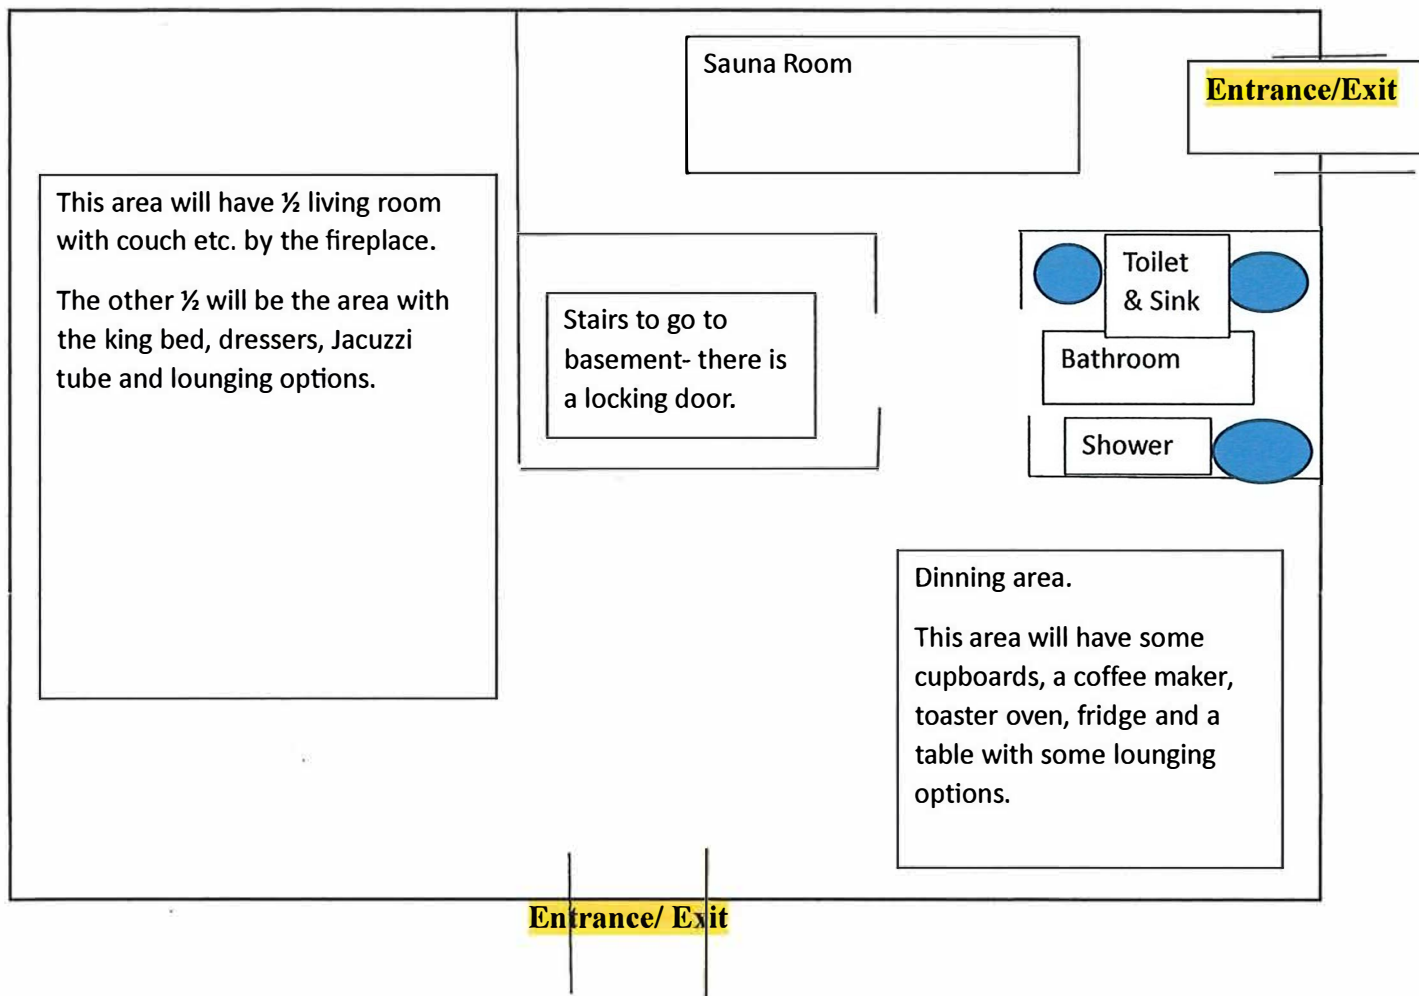 Sauna Room
Entrance/Exit
This area will have ½ living room
with couch etc. by the fireplace.
The other ½ will be the area with
the king bed, dressers, Jacuzzi
tube and lounging options.
Stairs to go to
basement- there is
a locking door.
Toilet
& Sink
Bathroom
Shower
Dinning area.
This area will have some
cupboards, a coffee maker,
toaster oven, fridge and a
table with some lounging
options.
Entrance/ Exit